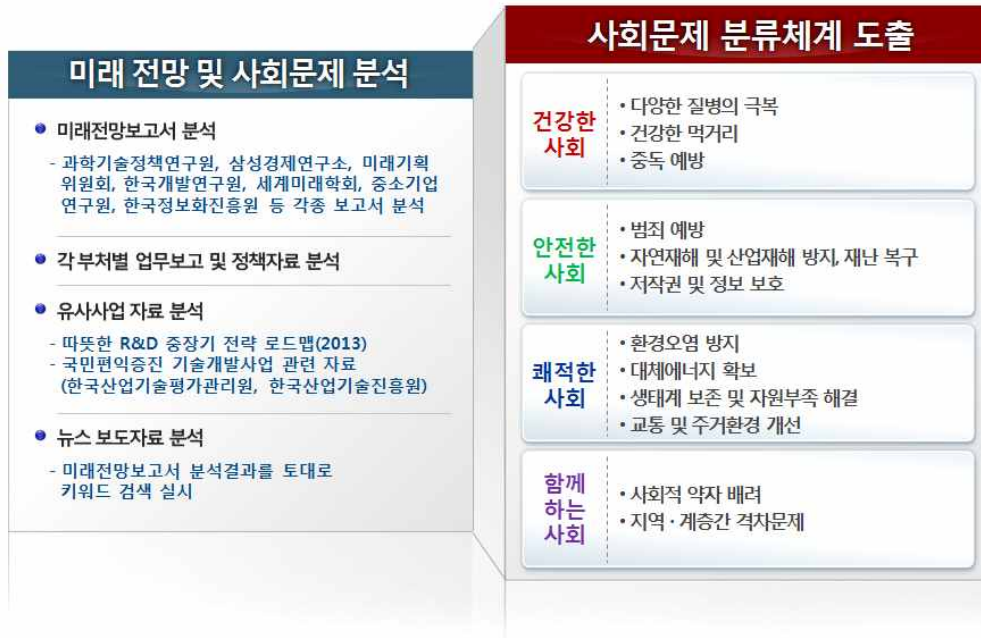 미래 전망 및 사회문제 분석
• 미래전망보고서 분석
- 과학기술정책연구원, 삼성경제연구소, 미래기획
위원회, 한국개발연구원, 세계미래학회, 중소기업
연구원, 한국정보화진흥원 등 각종 보고서 분석
• 각 부처별 업무보고 및 정책자료 분석
• 유사사업 자료 분석
- 따뜻한 R&D 중장기 전략 로드맵(2013)
- 국민편익증진 기술개발사업 관련 자료
(한국산업기술평가관리원, 한국산업기술진흥원)
• 뉴스 보도자료 분석
- 미래전망보고서 분석결과를 토대로
키워드 검색 실시
사회문제 분류체계 도출
건강한
사회
• 다양한 질병의 극복
• 건강한 먹거리
• 중독 예방
안전한
사회
• 범죄 예방
• 자연재해 및 산업재해 방지, 재난 복구
• 저작권 및 정보 보호
쾌적한
사회
• 환경오염 방지
• 대체에너지 확보
• 생태계 보존 및 자원부족 해결
• 교통 및 주거환경 개선
함께
하는
사회
• 사회적 약자 배려
• 지역 · 계층간 격차문제